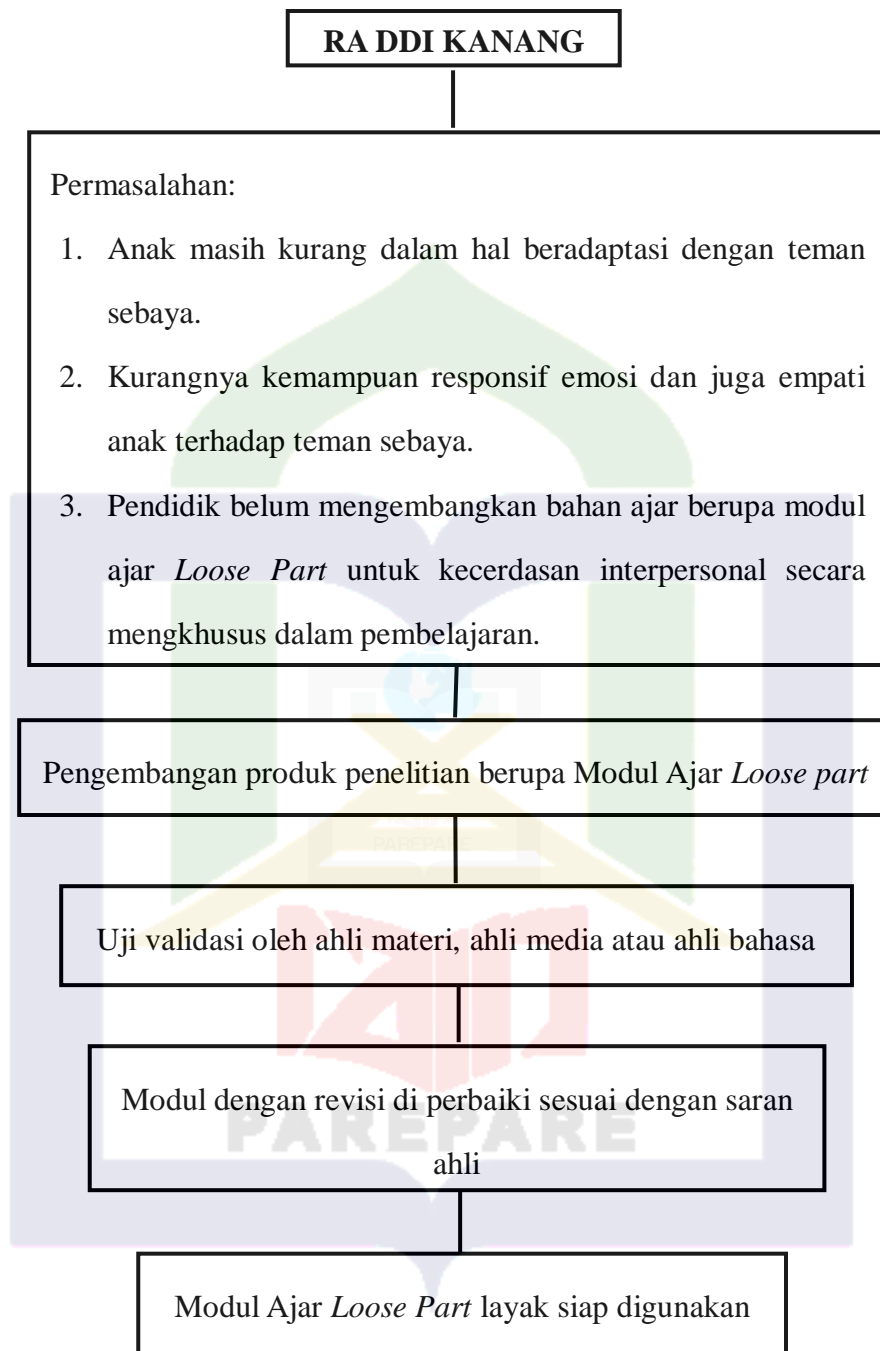 RA DDI KANANG
Permasalahan:
1. Anak masih kurang dalam hal beradaptasi dengan teman
sebaya.
2. Kurangnya kemampuan responsif emosi dan juga empati
anak terhadap teman sebaya.
3. Pendidik belum mengembangkan bahan ajar berupa modul
ajar Loose Part untuk kecerdasan interpersonal secara
mengkhusus dalam pembelajaran.
Pengembangan produk penelitian berupa Modul Ajar Loose part
PAREPARE
Uji validasi oleh ahli materi, ahli media atau ahli bahasa
Modul dengan revisi di perbaiki sesuai dengan saran
PAREPARE
ahli
Modul Ajar Loose Part layak siap digunakan